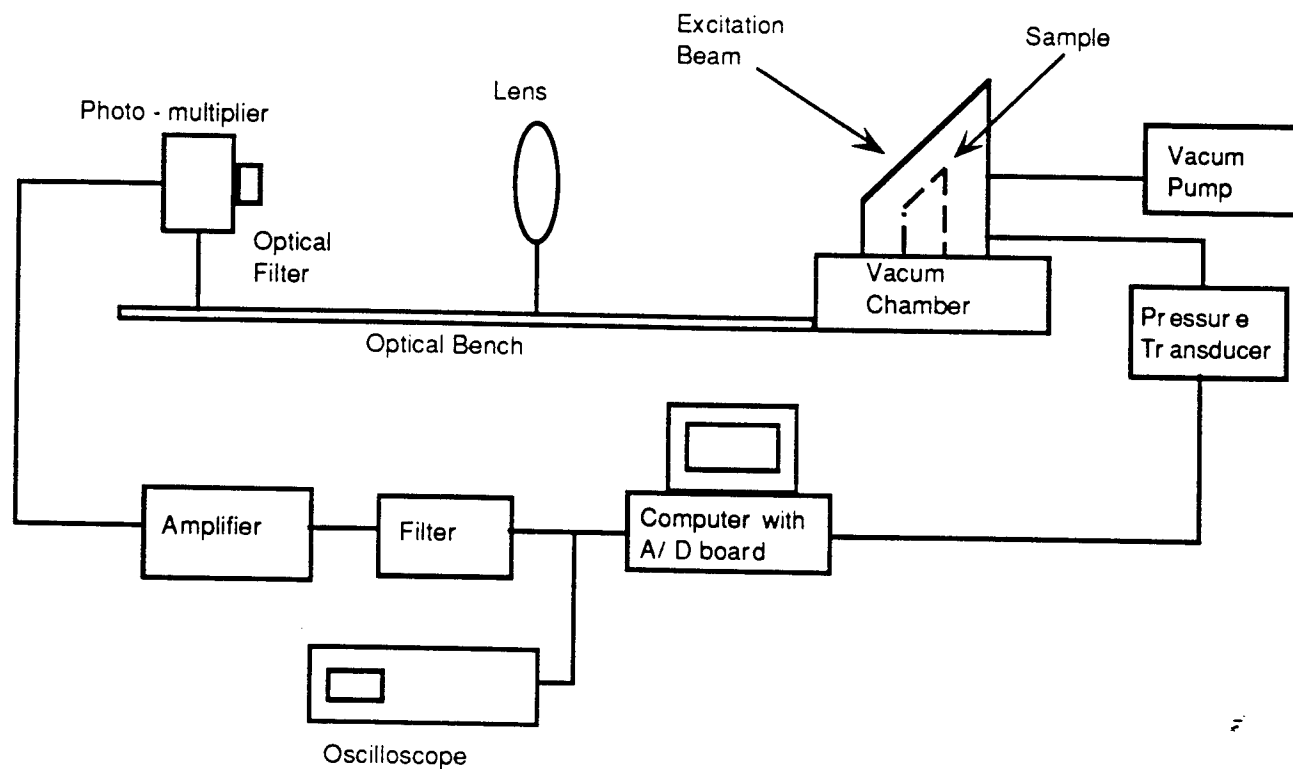 Excitation
Beam
Sample
Lens
Photo - multiplier
Vacum
Pump
Optical
Filter
Vacum
Chamber
Pressure
Transducer
Optical Bench
Amplifier
Filter
Computer with
A/D board
Oscilloscope